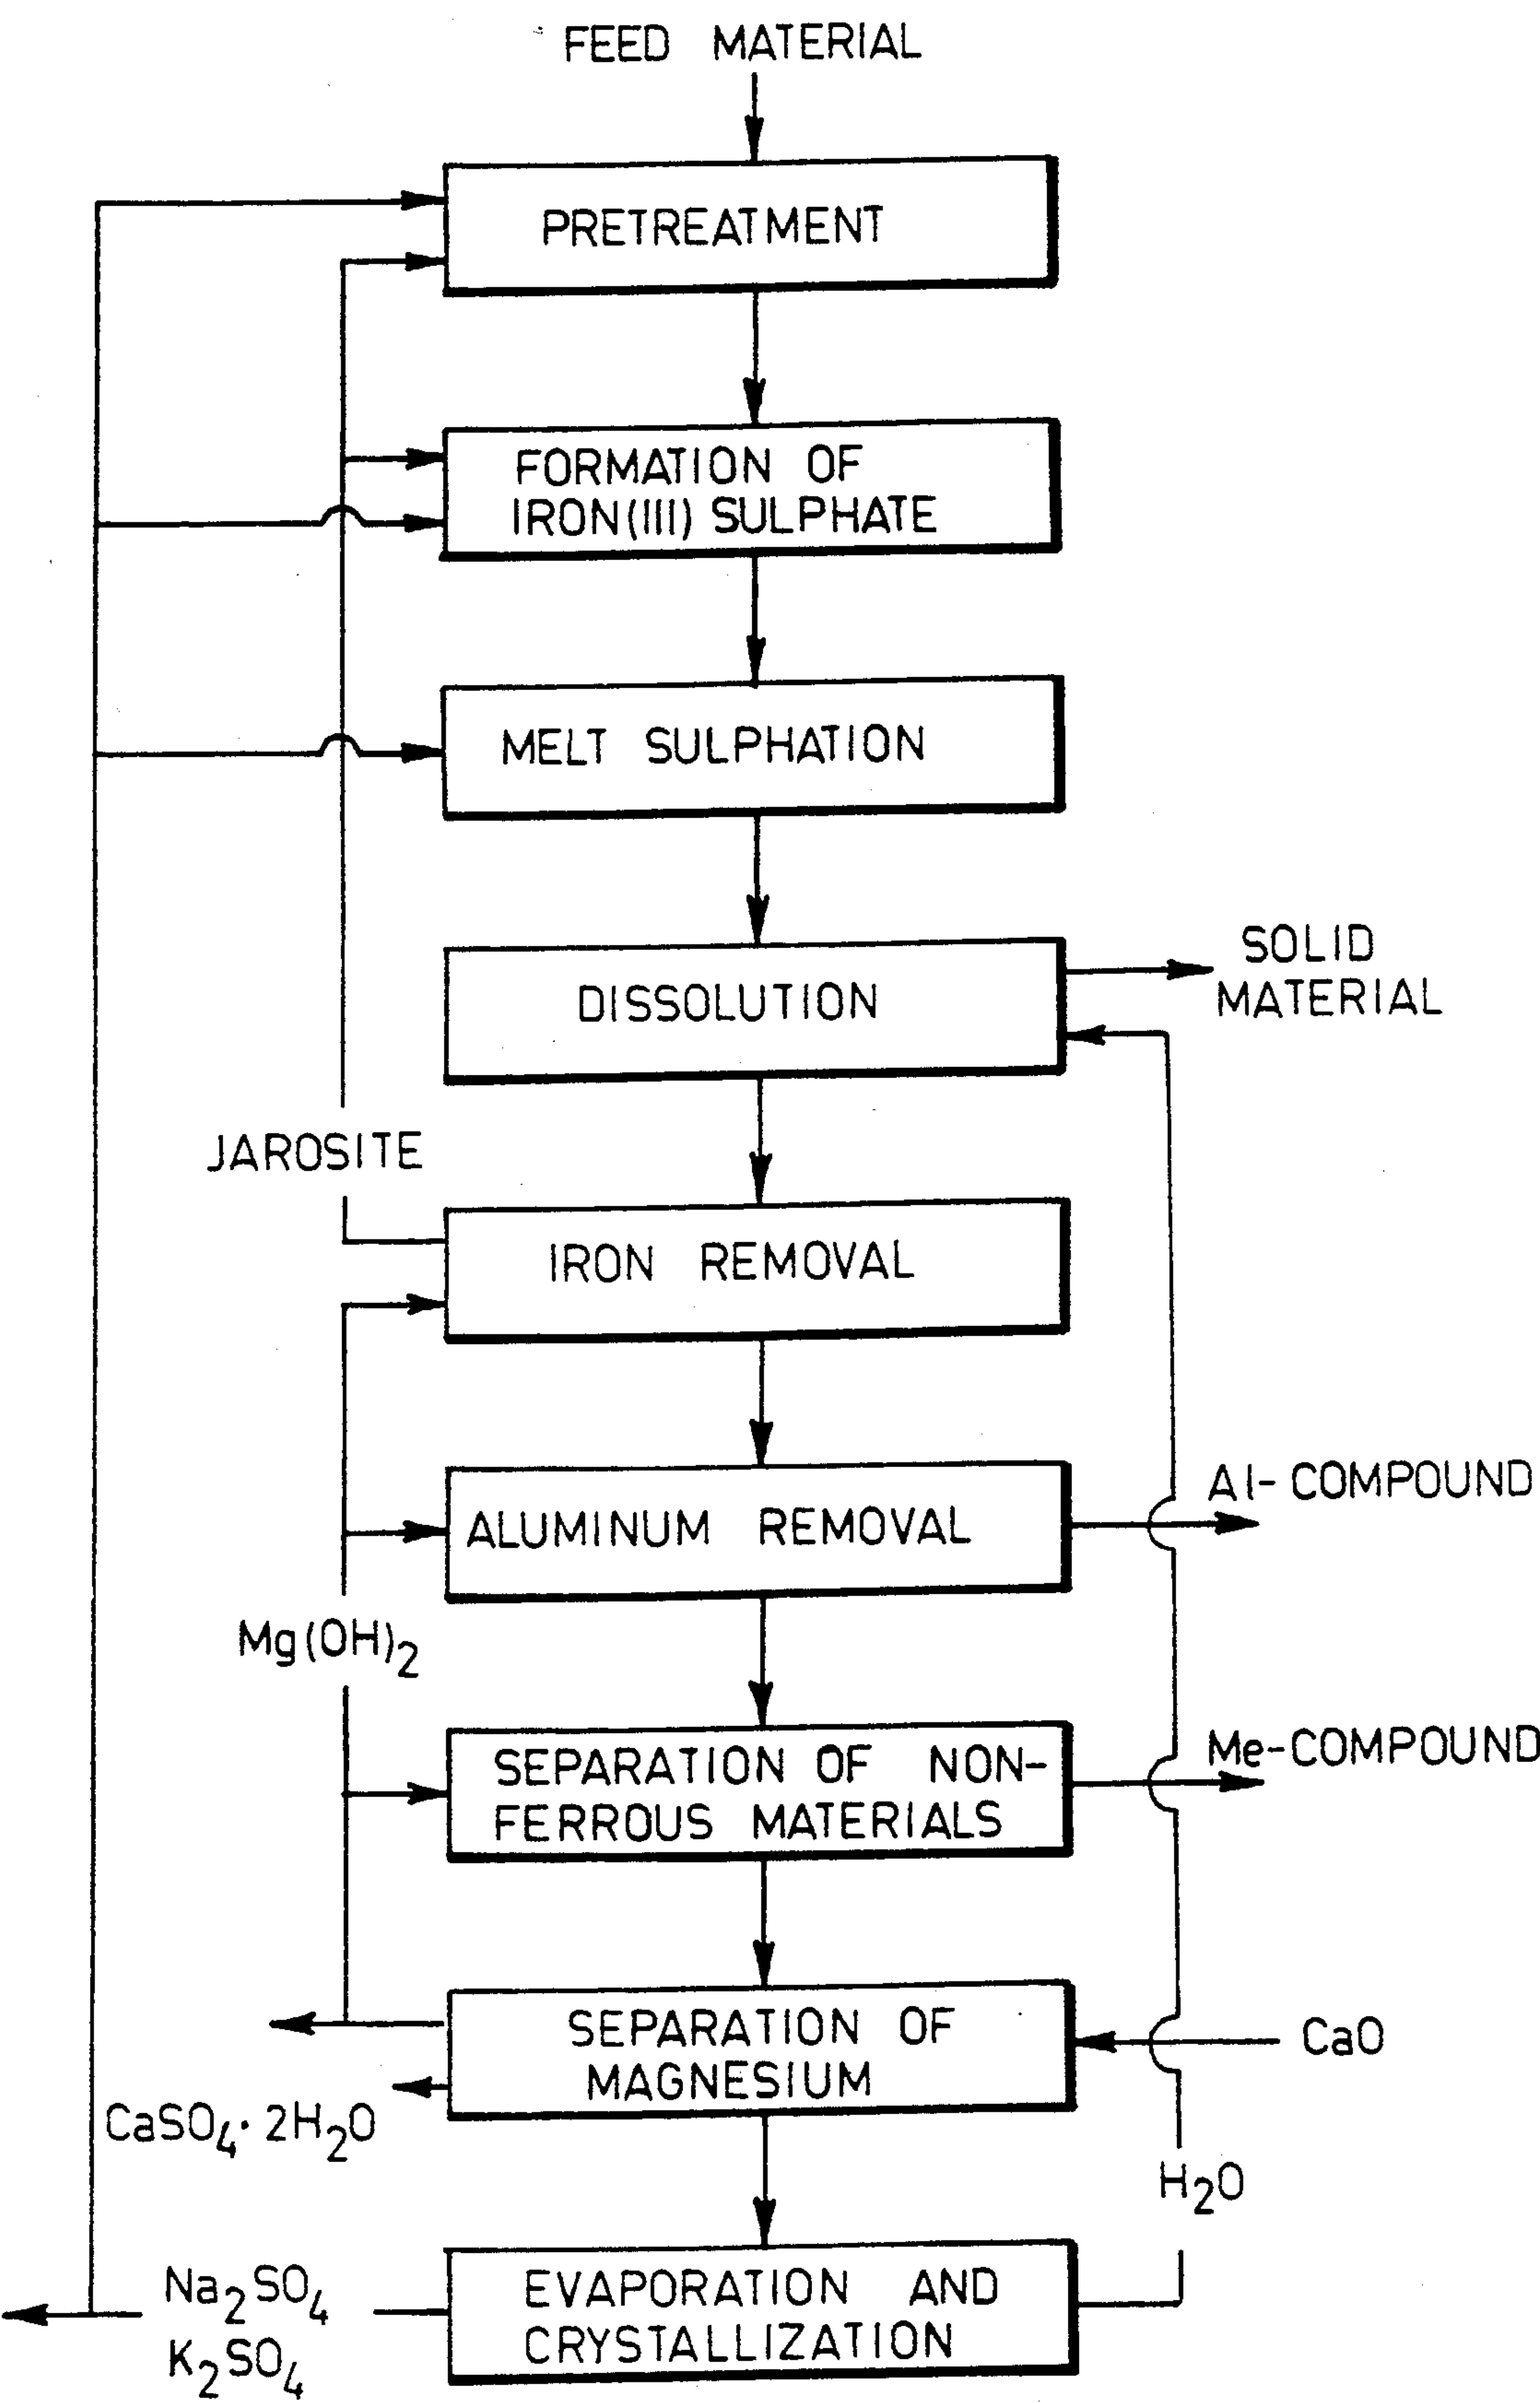 FEED MATERIAL
PRETREATMENT
FORMATION OF
IRON(III) SULPHATE
MELT SULPHATION
DISSOLUTION
SOLID
MATERIAL
JAROSITE
IRON REMOVAL
ALUMINUM REMOVAL
Al-COMPOUND
Mg(OH)₂
SEPARATION OF NON-
FERROUS MATERIALS
Me-COMPOUND
SEPARATION OF
MAGNESIUM
CaO
CaSO₄·2H₂O
H₂O
EVAPORATION AND
CRYSTALLIZATION
Na₂SO₄
K₂SO₄